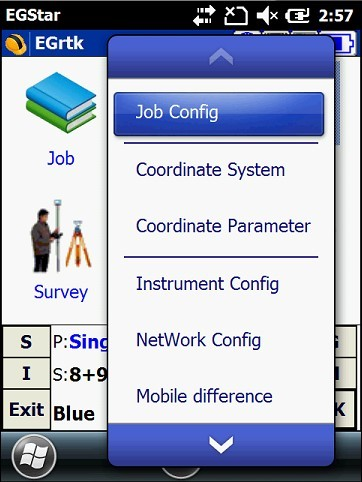 EGStar 2:57
EGrtk
Job
Survey
Job Config
Coordinate System
Coordinate Parameter
Instrument Config
NetWork Config
Mobile difference
S P:Sing
I S:8+9
Exit Blue